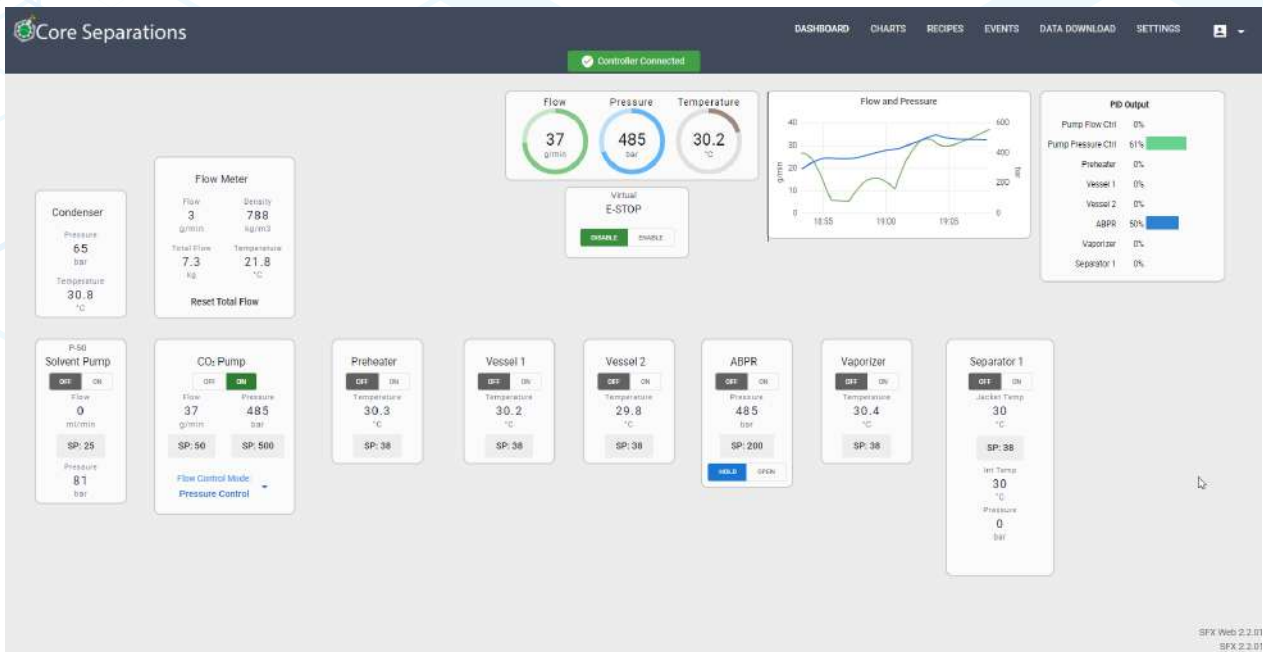 Core Separations
DASHBOARD CHARTS RECIPES EVENTS DATA DOWNLOAD SETTINGS
Controller Connected
Flow Pressure Temperature
37 485 30.2
g/min bar °C
Virtual
E-STOP
DISABLE ENABLE
Flow and Pressure
40 600
30
400
20
200
10
0 0
g/min
bar
18:55 19:00 19:05
PID Output
Pump Flow Ctrl 0%
Pump Pressure Ctrl 61%
Preheater 0%
Vessel 1 0%
Vessel 2 0%
ABPR 50%
Vaporizer 0%
Separator 1 0%
Condenser
Pressure
65
bar
Temperature
30.8
°C
Flow Meter
Flow Density
3 788
g/min kg/m3
Total Flow Temperature
7.3 21.8
kg °C
Reset Total Flow
P-50
Solvent Pump
OFF ON
Flow
0
ml/min
SP: 25
Pressure
81
bar
CO₂ Pump
OFF ON
Flow Pressure
37 485
g/min bar
SP: 50 SP: 500
Flow Control Mode
Pressure Control
Preheater
OFF ON
Temperature
30.3
°C
SP: 38
Vessel 1
OFF ON
Temperature
30.2
°C
SP: 38
Vessel 2
OFF ON
Temperature
29.8
°C
SP: 38
ABPR
OFF ON
Pressure
485
bar
SP: 200
HOLD OPEN
Vaporizer
OFF ON
Temperature
30.4
°C
SP: 38
Separator 1
OFF ON
Jacket Temp
30
°C
SP: 38
Int Temp
30
°C
Pressure
0
bar
SFX Web 2.2.01
SFX 2.2.01